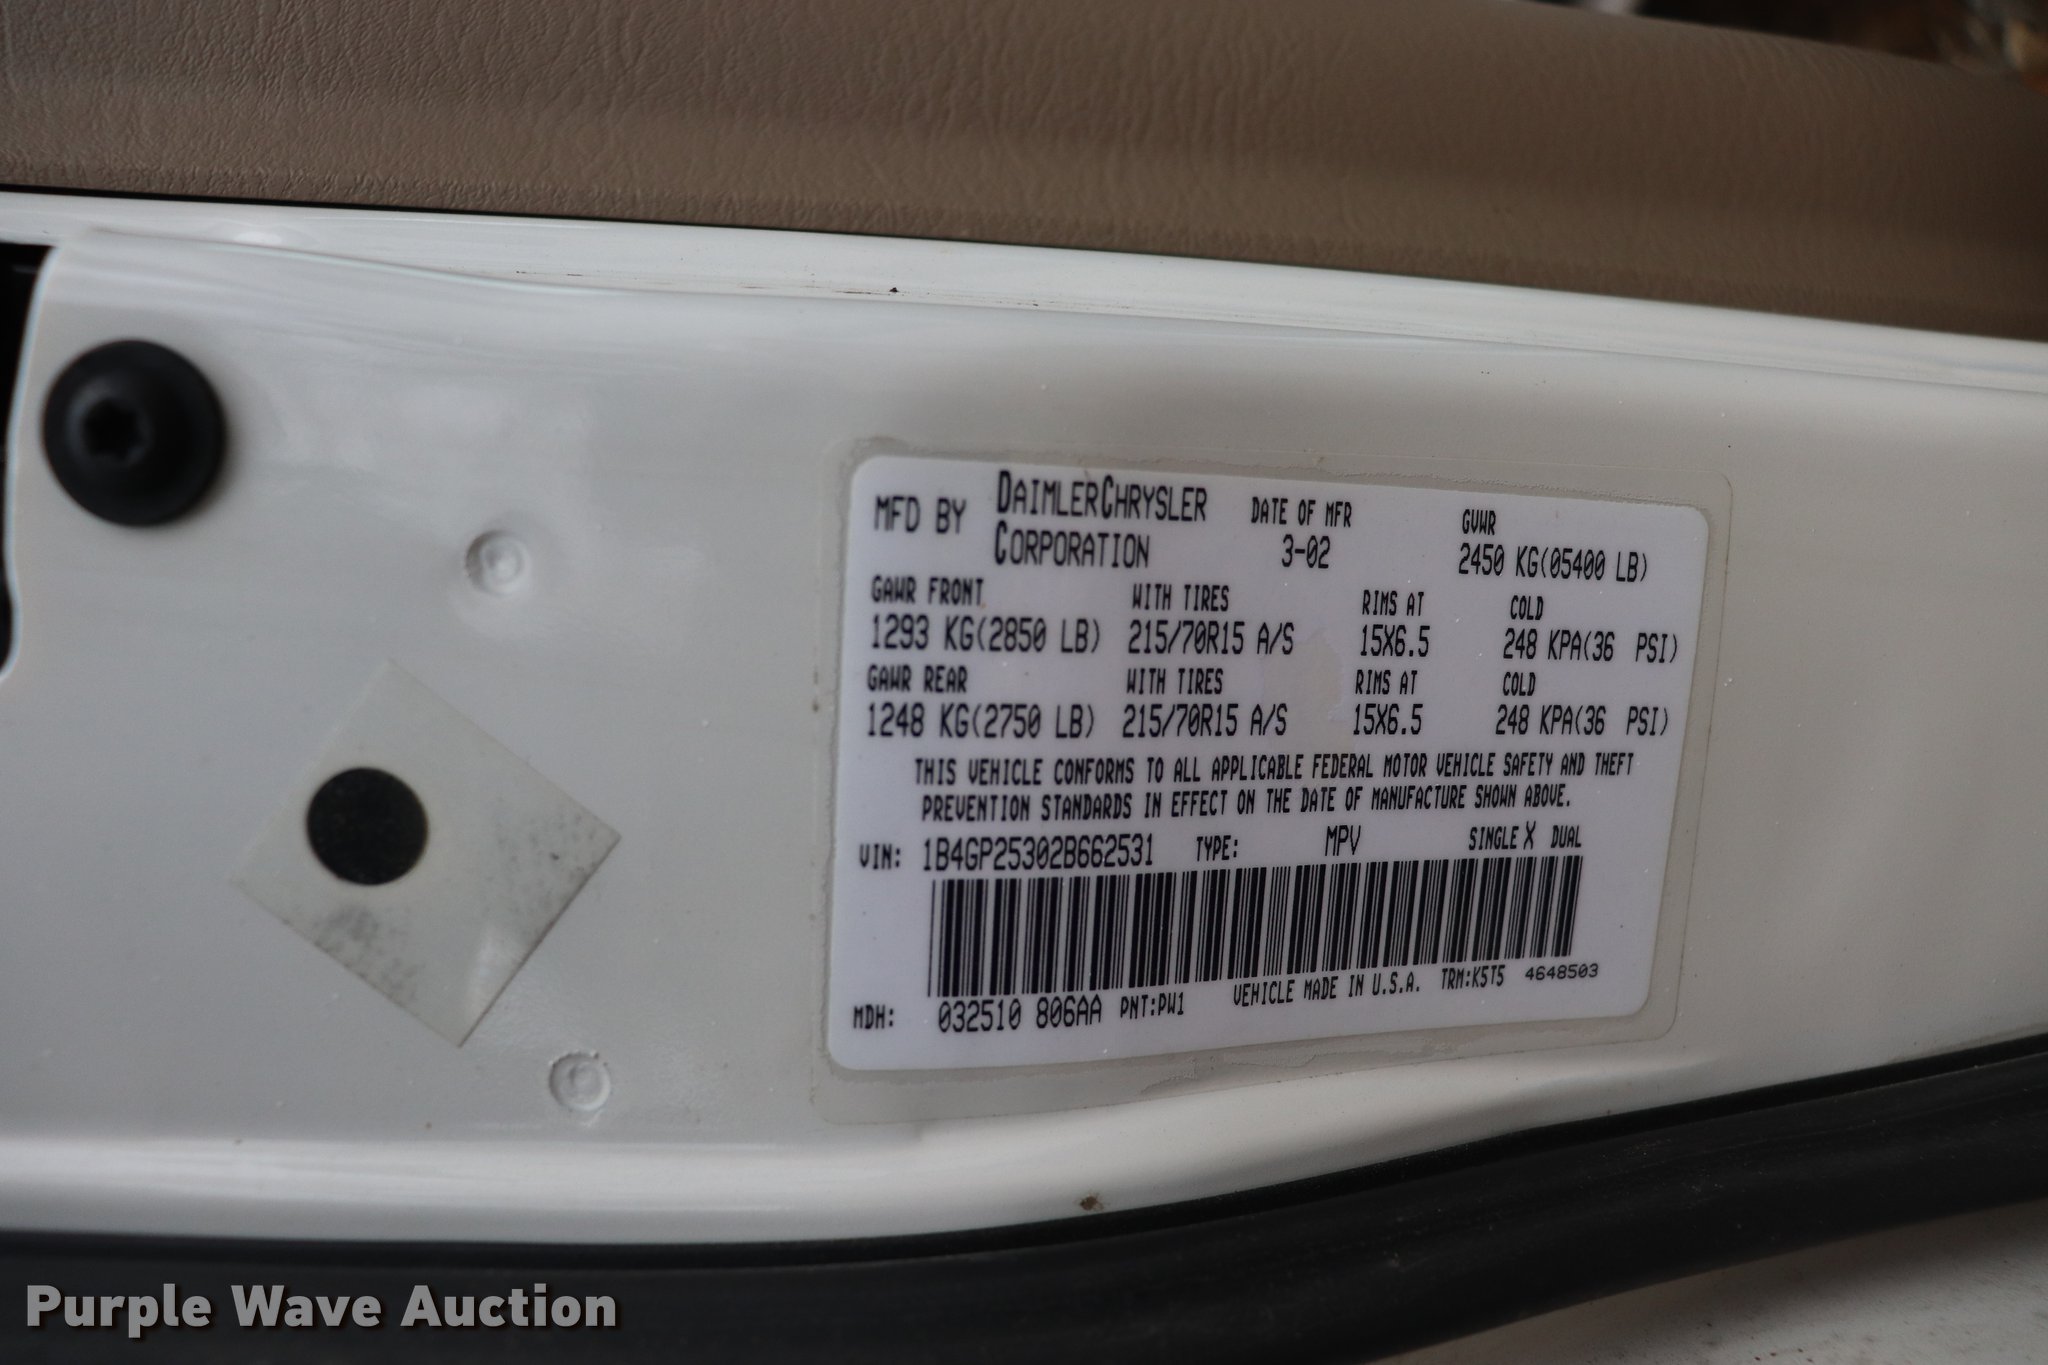 MFD BY DAIMLERCHRYSLER CORPORATION DATE OF MFR 3-02 GVWR 2450 KG(05400 LB)
GAWR FRONT WITH TIRES RIMS AT COLD
1293 KG(2850 LB) 215/70R15 A/S 15X6.5 248 KPA(36 PSI)
GAWR REAR WITH TIRES RIMS AT COLD
1248 KG(2750 LB) 215/70R15 A/S 15X6.5 248 KPA(36 PSI)
THIS VEHICLE CONFORMS TO ALL APPLICABLE FEDERAL MOTOR VEHICLE SAFETY AND THEFT
PREVENTION STANDARDS IN EFFECT ON THE DATE OF MANUFACTURE SHOWN ABOVE.
VIN: 1B4GP25302B662531 TYPE: MPV SINGLE X DUAL
MDH: 032510 806AA PNT:PW1 VEHICLE MADE IN U.S.A. TRM:K5T5 4648503
Purple Wave Auction